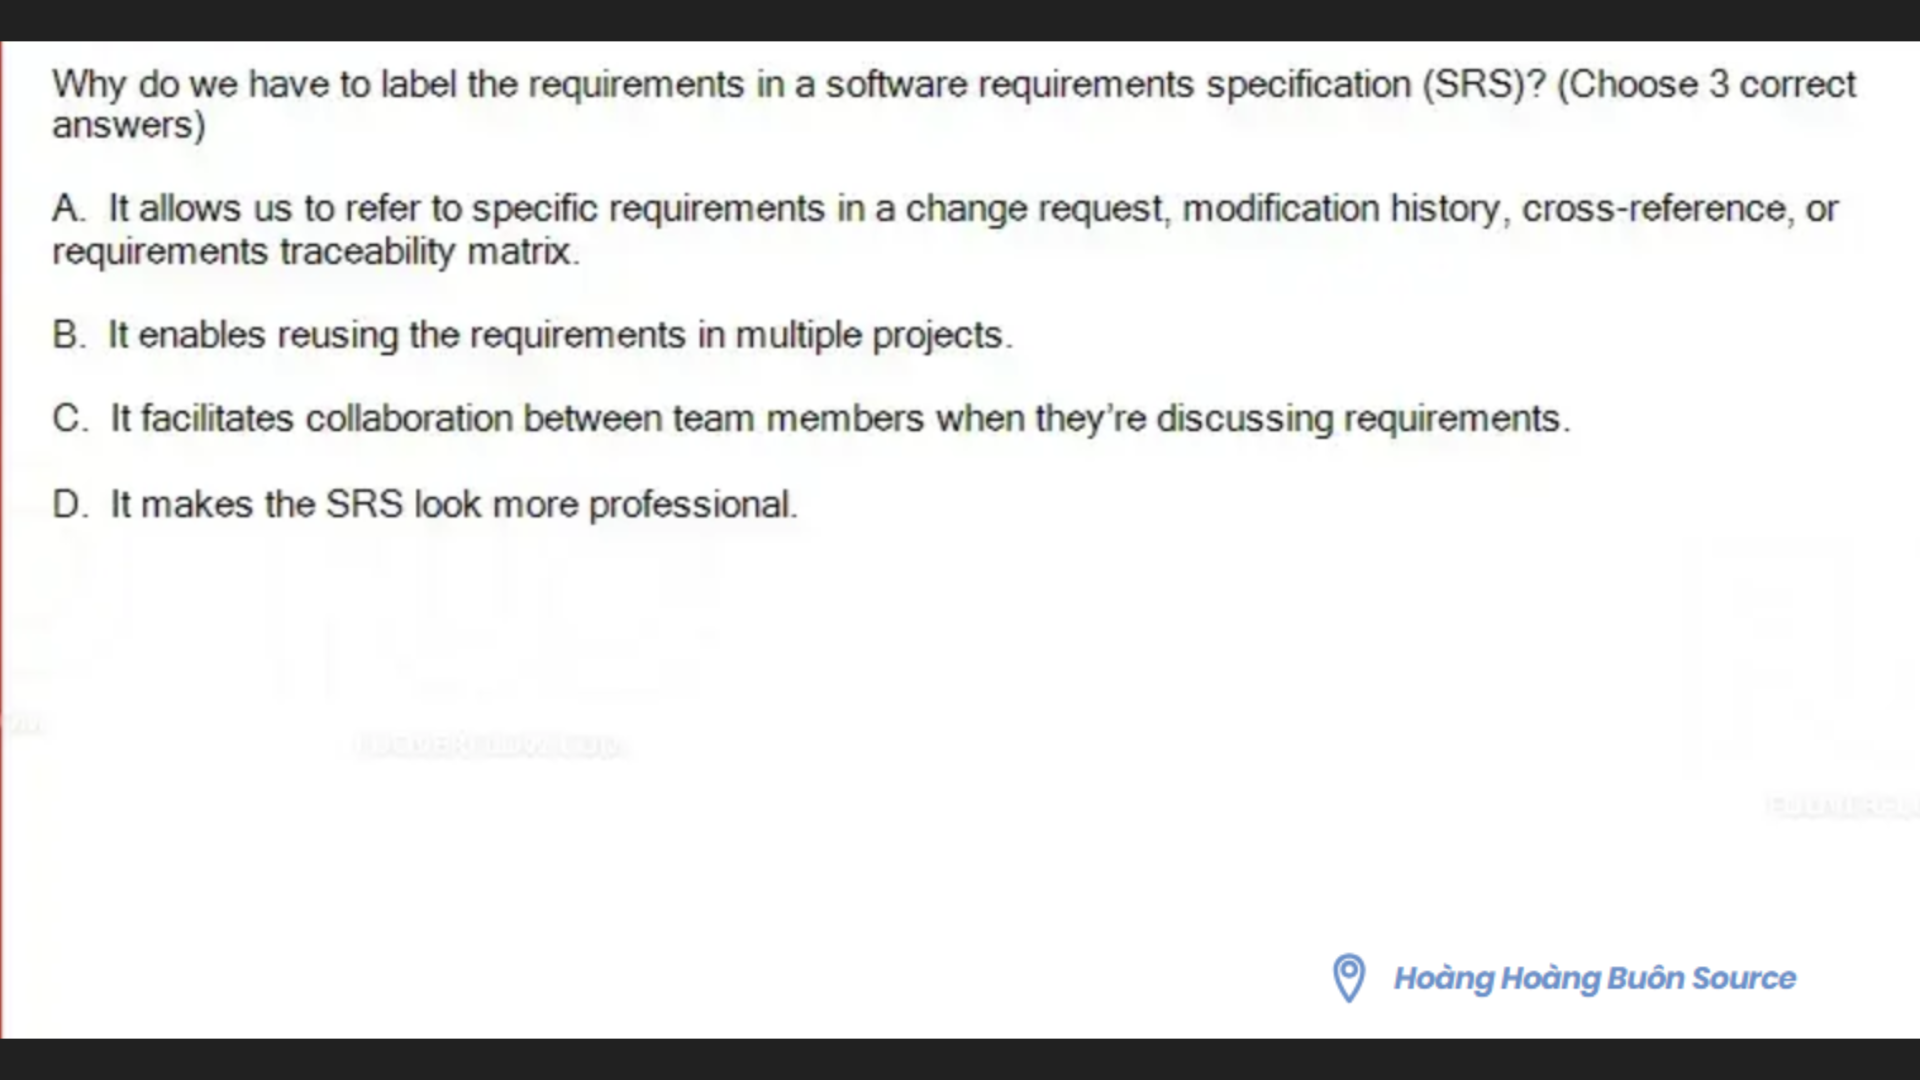 Why do we have to label the requirements in a software requirements specification (SRS)? (Choose 3 correct
answers)
A. It allows us to refer to specific requirements in a change request, modification history, cross-reference, or
requirements traceability matrix.
B. It enables reusing the requirements in multiple projects.
C. It facilitates collaboration between team members when they’re discussing requirements.
D. It makes the SRS look more professional.
Hoàng Hoàng Buôn Source